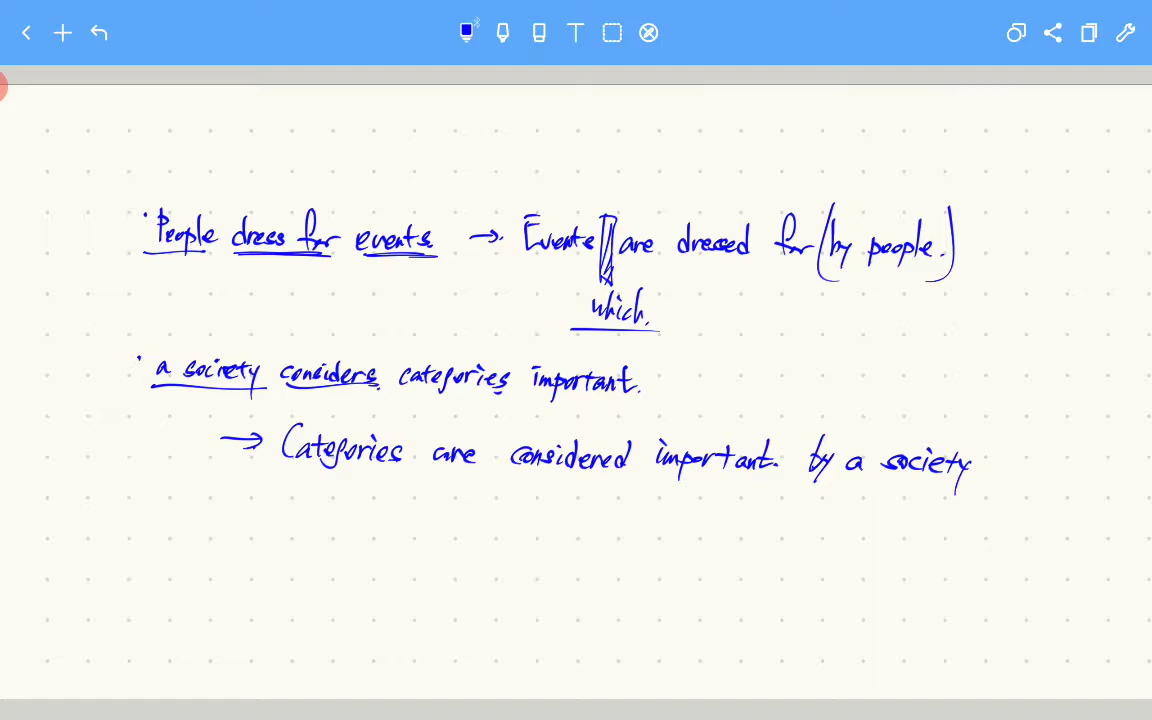 · People dress for events → Events are dressed for (by people.)
which.
· a society considers categories important.
→ Categories are considered important. by a society